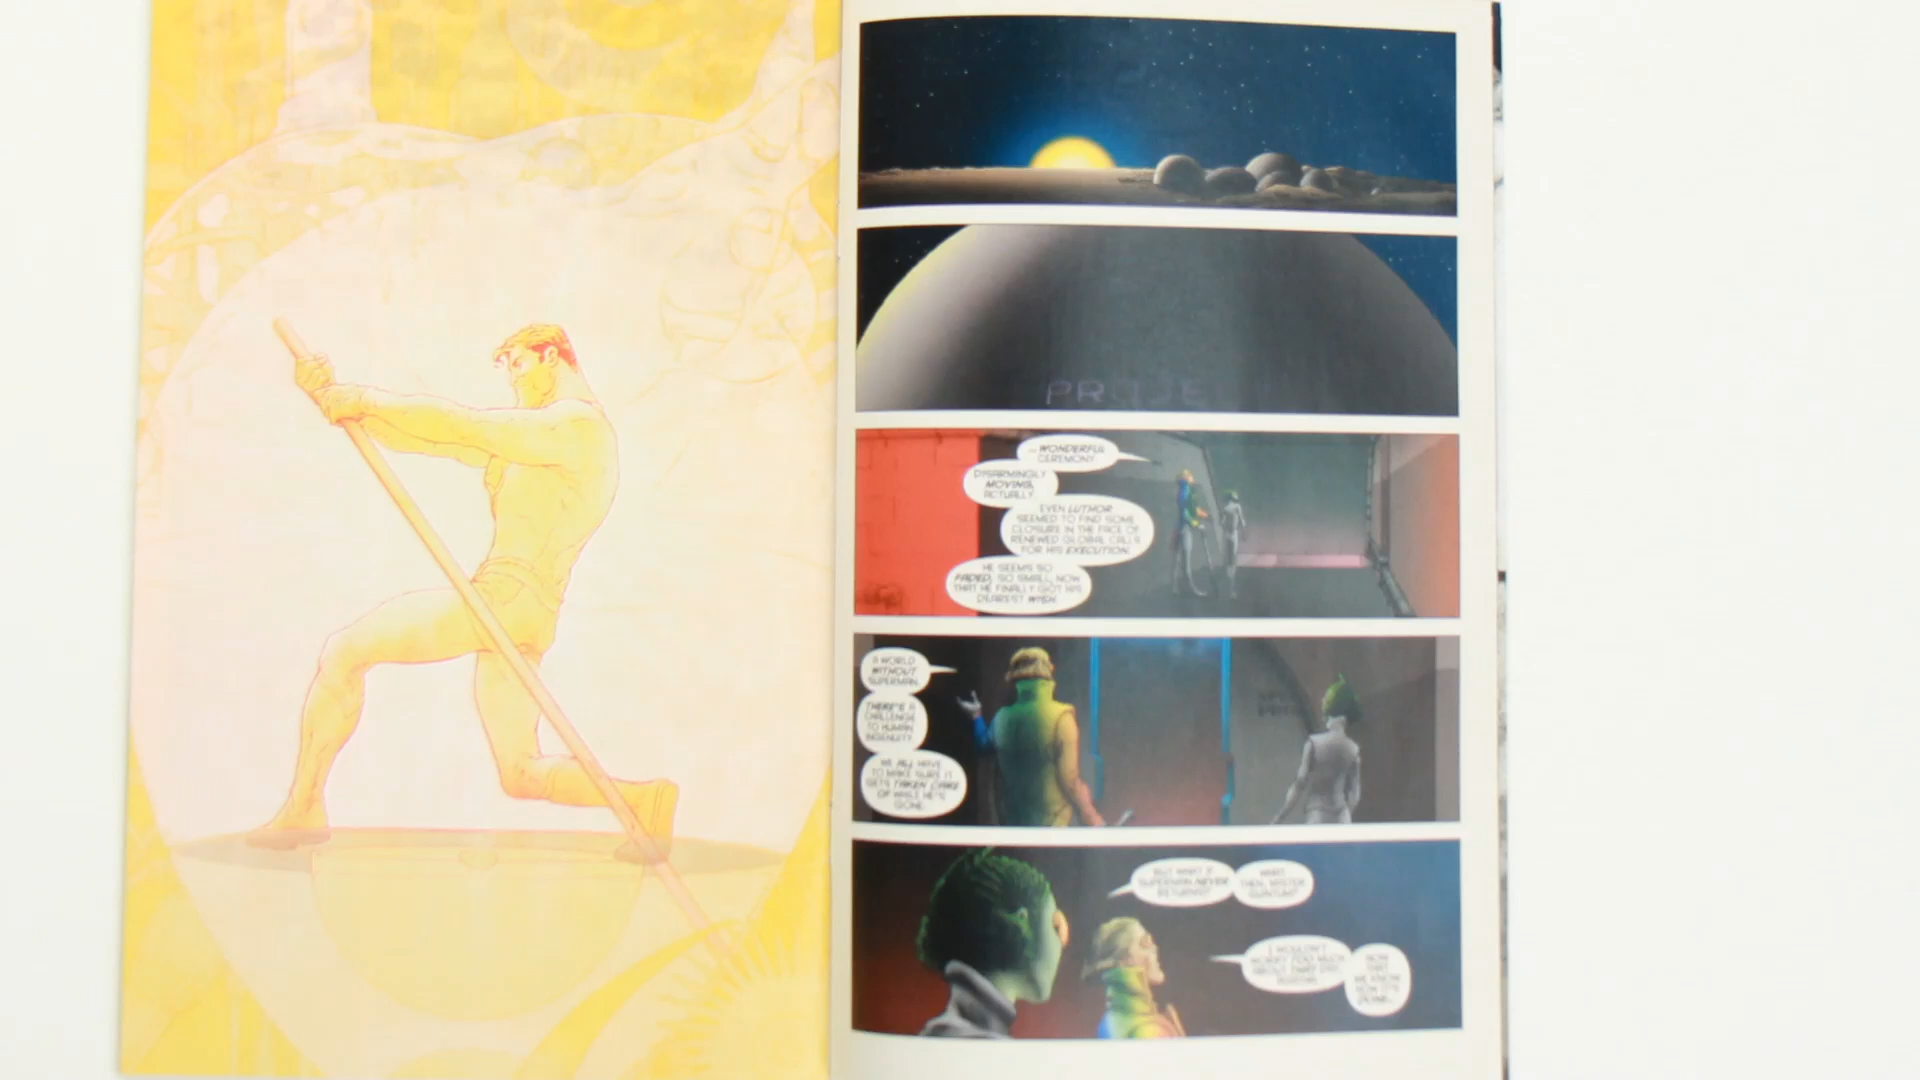 PROJE
...WONDERFUL
CEREMONY.
DISARMINGLY
MOVING,
ACTUALLY.
EVEN LUTHOR
SEEMED TO FIND SOME
CLOSURE IN THE FACE OF
RENEWED GLOBAL CALLS
FOR HIS EXECUTION.
HE SEEMS SO
FADED, SO SMALL, NOW
THAT HE FINALLY GOT HIS
DEAREST WISH.
A WORLD
WITHOUT
SUPERMAN.
THERE'S A
CHALLENGE
TO HUMAN
INGENUITY.
WE ALL HAVE
TO MAKE SURE IT
GETS TAKEN CARE
OF WHILE HE'S
GONE.
BUT WHAT IF
SUPERMAN NEVER
RETURNS?
WHAT
THEN, MISTER
QUINTUM?
I WOULDN'T
WORRY TOO MUCH
ABOUT THAT DAY,
NOW
THAT
WE KNOW
HOW IT'S
DONE...